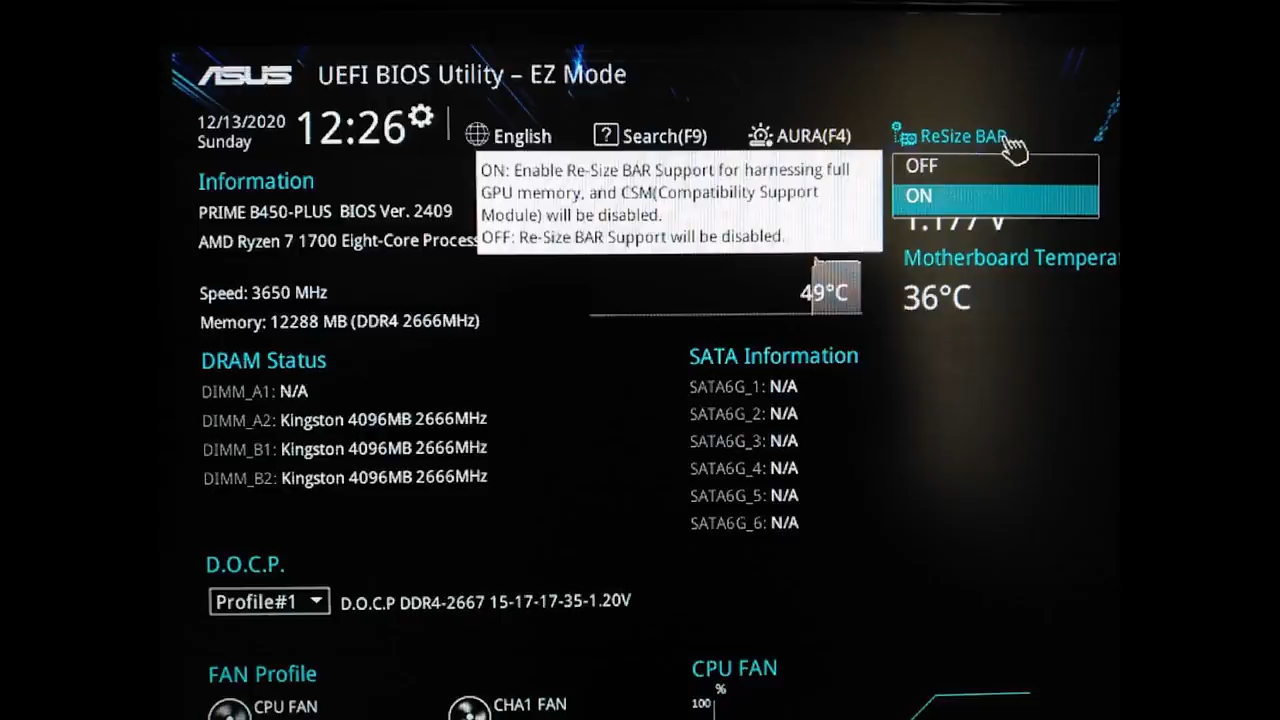 ASUS UEFI BIOS Utility – EZ Mode
12/13/2020
Sunday
12:26
English
Search(F9)
AURA(F4)
ReSize BAR
OFF
ON
ON: Enable Re-Size BAR Support for harnessing full
GPU memory, and CSM(Compatibility Support
Module) will be disabled.
OFF: Re-Size BAR Support will be disabled.
Information
PRIME B450-PLUS BIOS Ver. 2409
AMD Ryzen 7 1700 Eight-Core Proces
Speed: 3650 MHz
Memory: 12288 MB (DDR4 2666MHz)
49°C
1.177 V
Motherboard Tempera
36°C
DRAM Status
DIMM_A1: N/A
DIMM_A2: Kingston 4096MB 2666MHz
DIMM_B1: Kingston 4096MB 2666MHz
DIMM_B2: Kingston 4096MB 2666MHz
SATA Information
SATA6G_1: N/A
SATA6G_2: N/A
SATA6G_3: N/A
SATA6G_4: N/A
SATA6G_5: N/A
SATA6G_6: N/A
D.O.C.P.
Profile#1
D.O.C.P DDR4-2667 15-17-17-35-1.20V
FAN Profile
CPU FAN
CHA1 FAN
CPU FAN
%
100